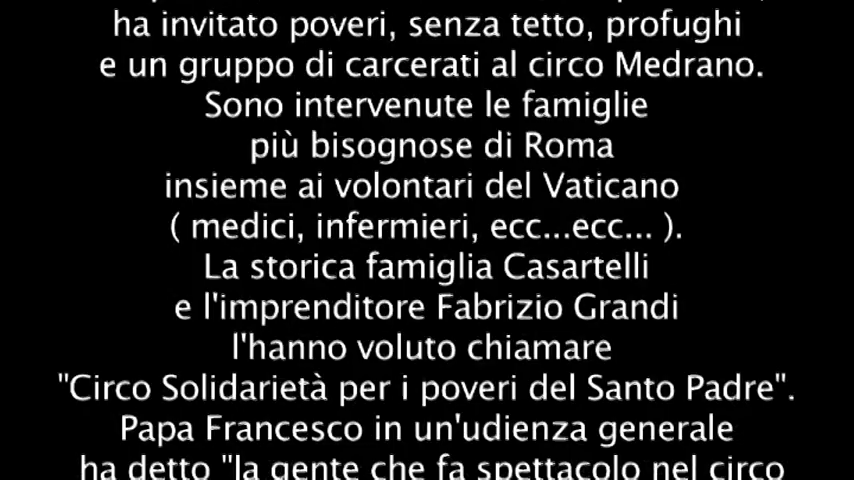 ha invitato poveri, senza tetto, profughi
e un gruppo di carcerati al circo Medrano.
Sono intervenute le famiglie
più bisognose di Roma
insieme ai volontari del Vaticano
( medici, infermieri, ecc...ecc... ).
La storica famiglia Casartelli
e l'imprenditore Fabrizio Grandi
l'hanno voluto chiamare
"Circo Solidarietà per i poveri del Santo Padre".
Papa Francesco in un'udienza generale
ha detto "la gente che fa spettacolo nel circo